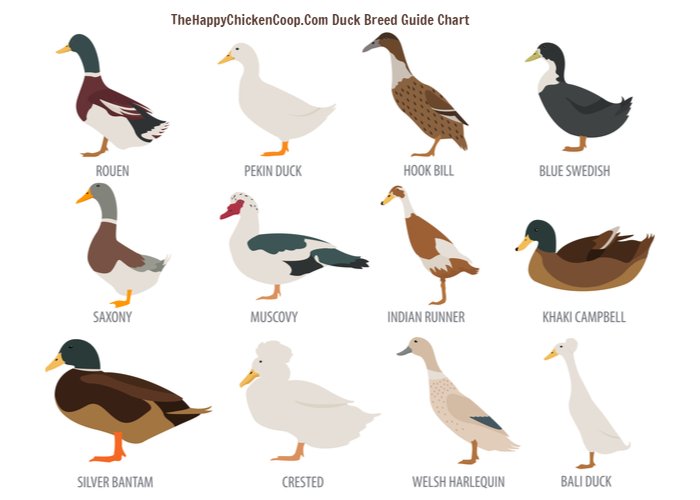 TheHappyChickenCoop.Com Duck Breed Guide Chart
ROUEN
PEKIN DUCK
HOOK BILL
BLUE SWEDISH
SAXONY
MUSCOVY
INDIAN RUNNER
KHAKI CAMPBELL
SILVER BANTAM
CRESTED
WELSH HARLEQUIN
BALI DUCK